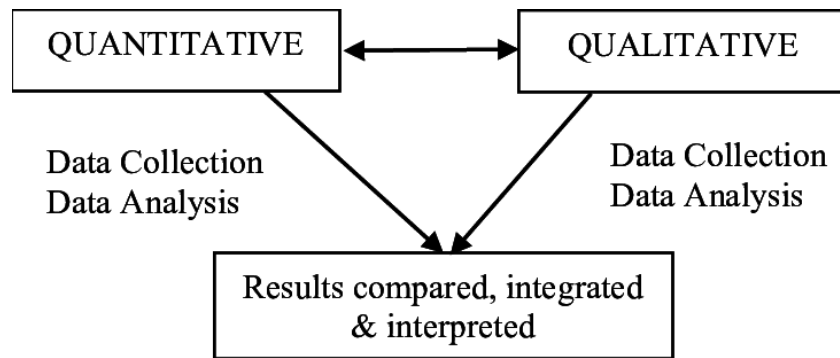 QUANTITATIVE
QUALITATIVE
Data Collection
Data Analysis
Data Collection
Data Analysis
Results compared, integrated
& interpreted